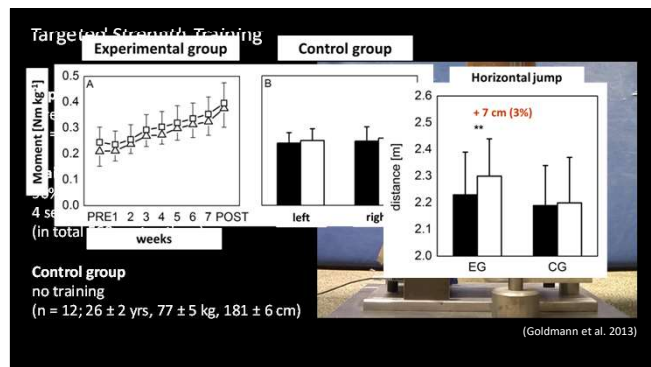 Targeted Strength Training
Experimental group
Control group
Horizontal jump
Moment [Nm kg-1]
0.5
0.4
0.3
0.2
0.1
0.0
A
PRE1 2 3 4 5 6 7 POST
weeks
B
left
distance [m]
2.6
2.5
2.4
2.3
2.2
2.1
2.0
+ 7 cm (3%)
**
EG CG
(in total
Control group
no training
(n = 12; 26 ± 2 yrs, 77 ± 5 kg, 181 ± 6 cm)
(Goldmann et al. 2013)